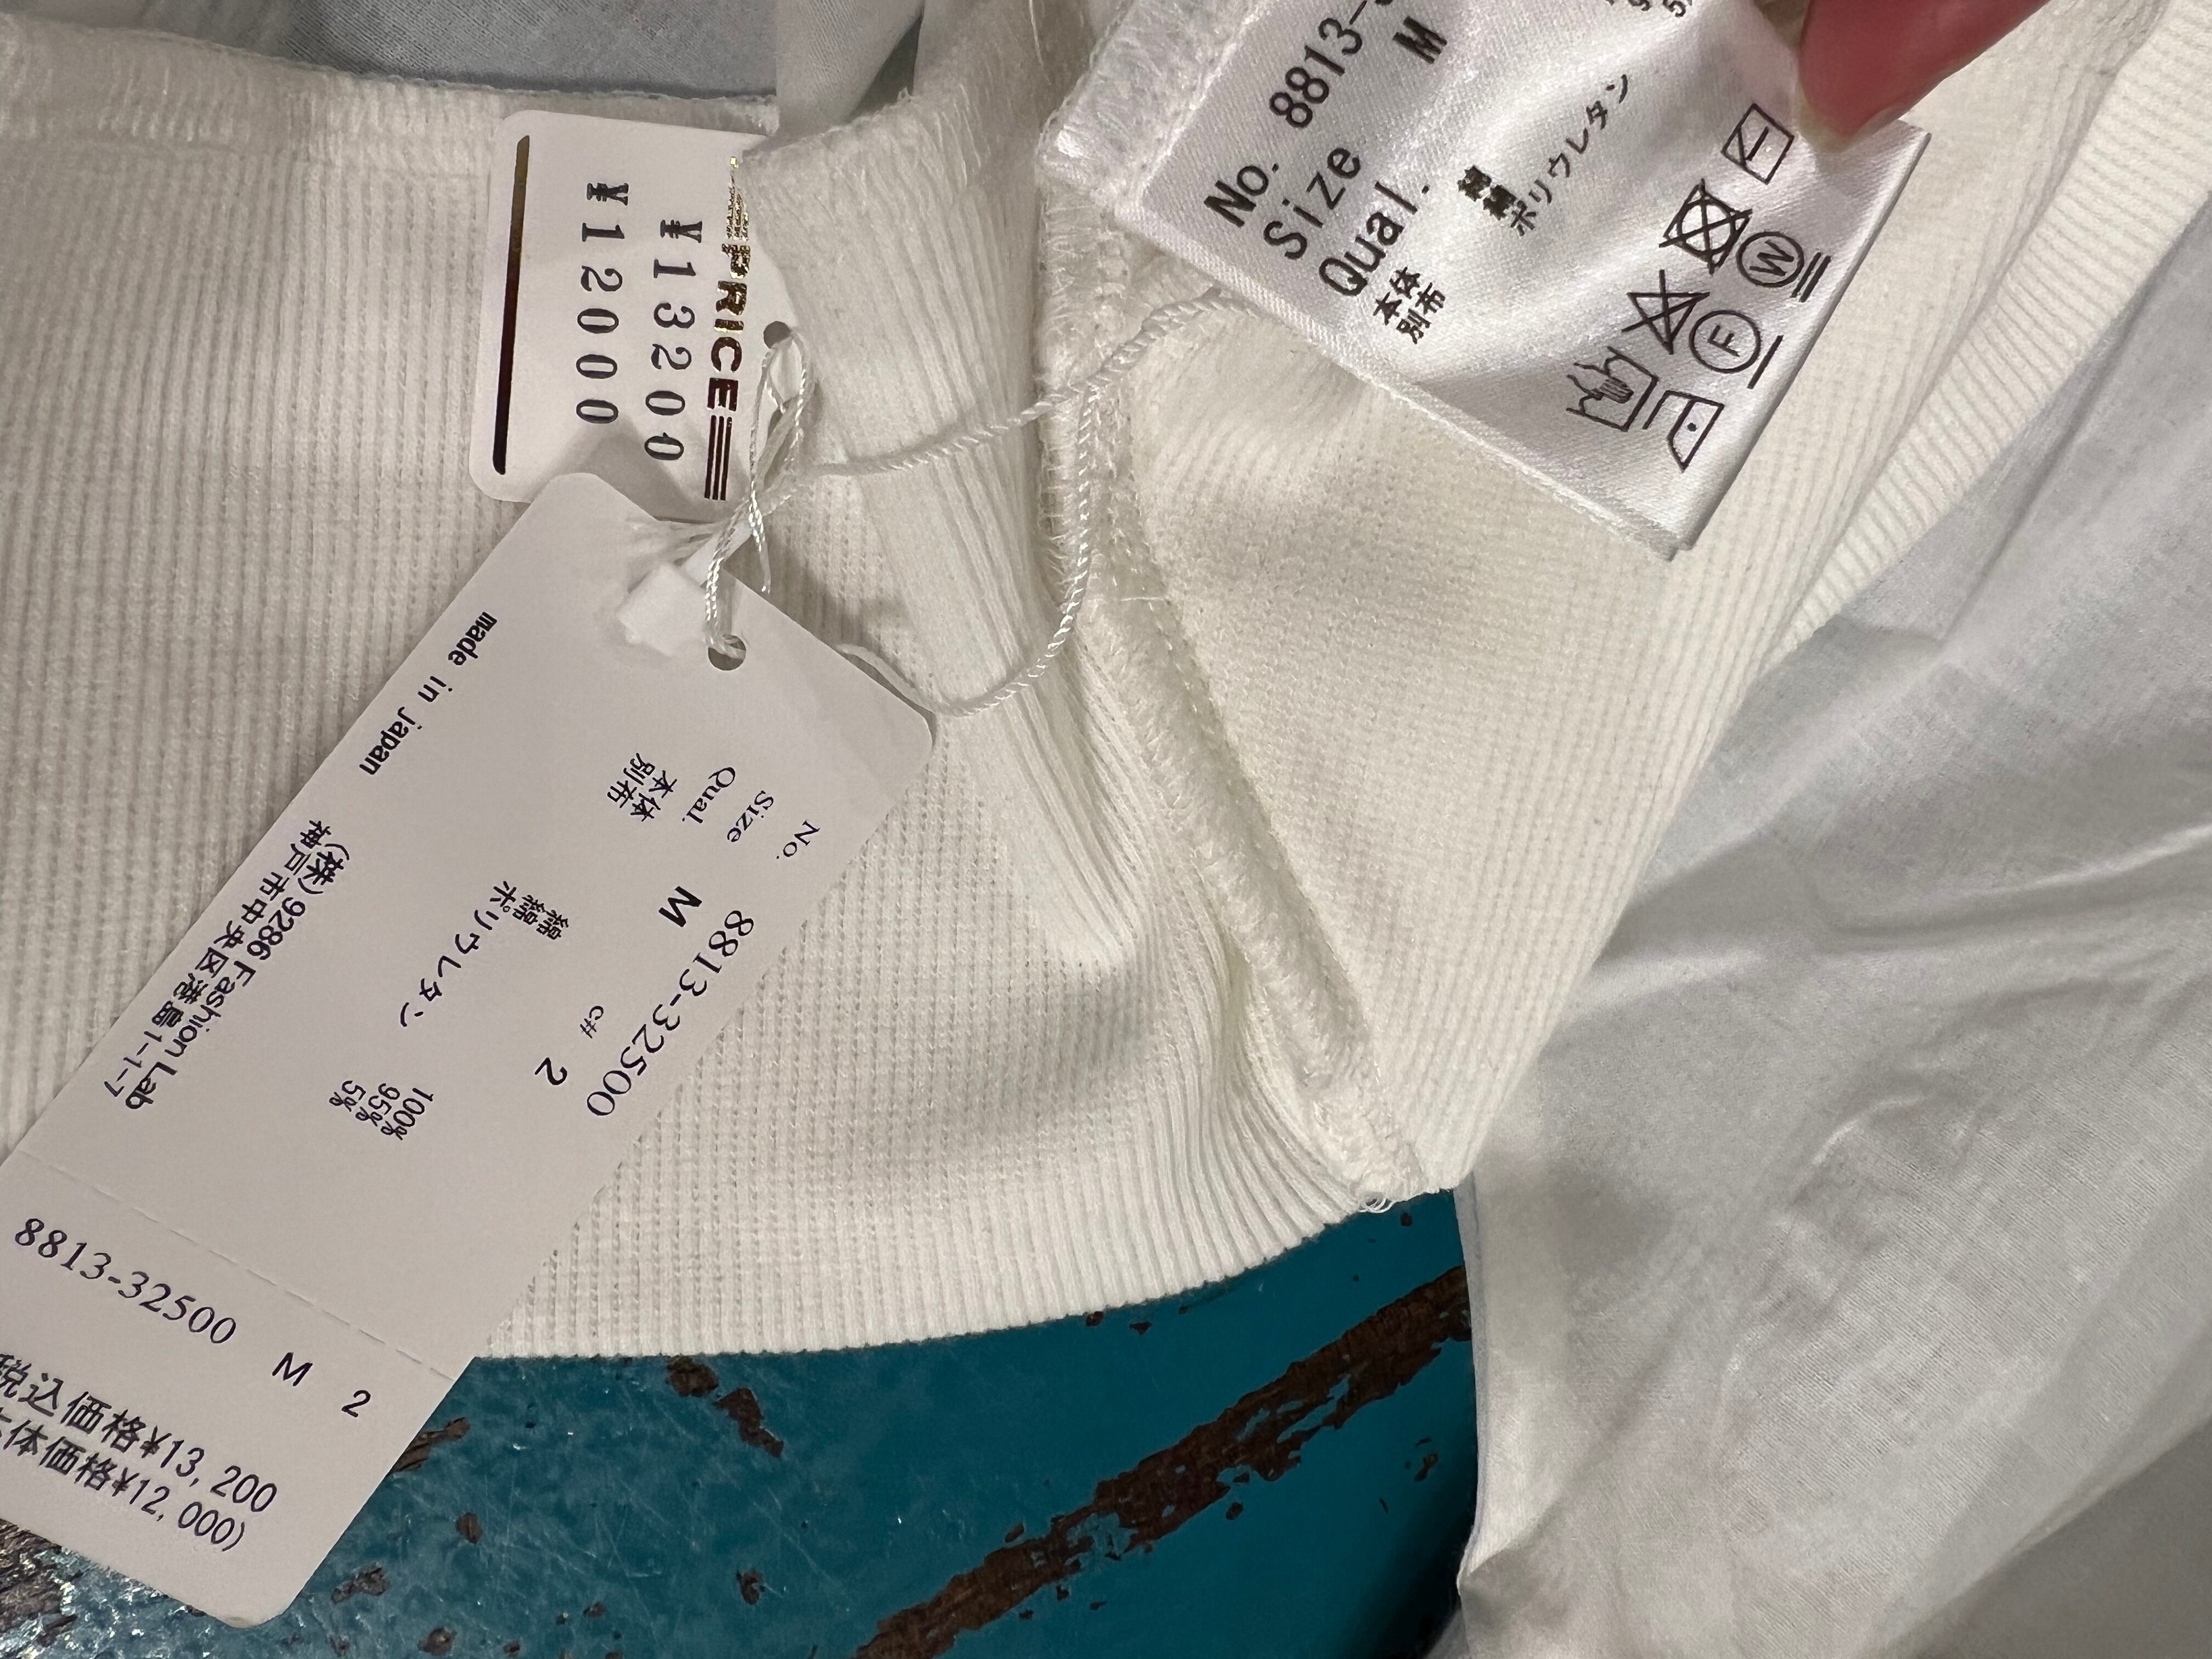 PRICE
¥13200
¥12000
No. 8813-
Size M
Qual.
本体 綿
別布 綿
ポリウレタン
W
F
No. 8813-32500
Size M c# 2
Qual.
本体 綿 100%
別布 綿 95%
ポリウレタン 5%
made in japan
(株)9286 Fashion Lab
神戸市中央区港島1-1-7
8813-32500 M 2
税込価格¥13,200
体価格¥12,000)